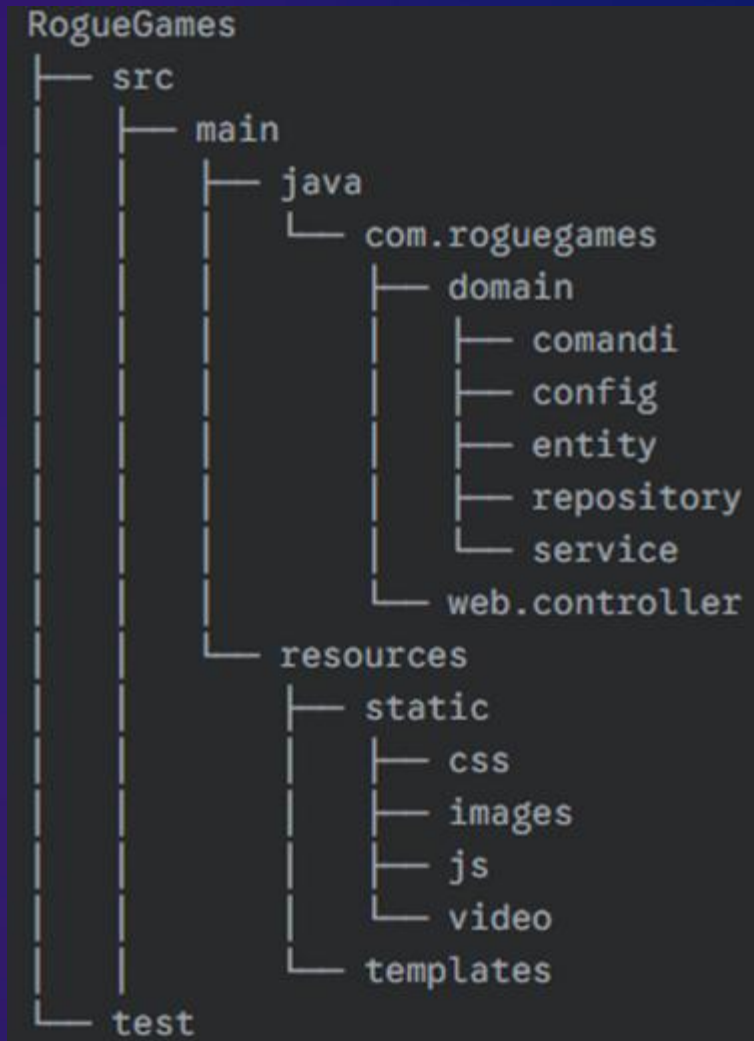 RogueGames
├── src
│   ├── main
│   │   ├── java
│   │   │   └── com.roguegames
│   │   │       ├── domain
│   │   │       │   ├── comandi
│   │   │       │   ├── config
│   │   │       │   ├── entity
│   │   │       │   ├── repository
│   │   │       │   └── service
│   │   │       └── web.controller
│   │   └── resources
│   │       ├── static
│   │       │   ├── css
│   │       │   ├── images
│   │       │   ├── js
│   │       │   └── video
│   │       └── templates
└── test